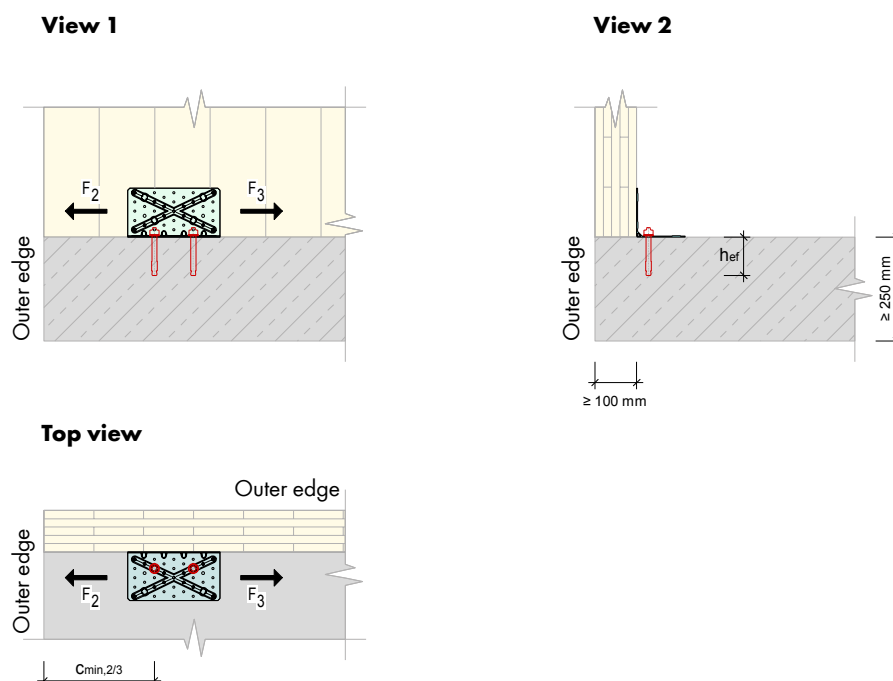 View 1
F2
F3
Outer edge
View 2
Outer edge
hef
≥ 250 mm
≥ 100 mm
Top view
Outer edge
Outer edge
F2
F3
cmin,2/3